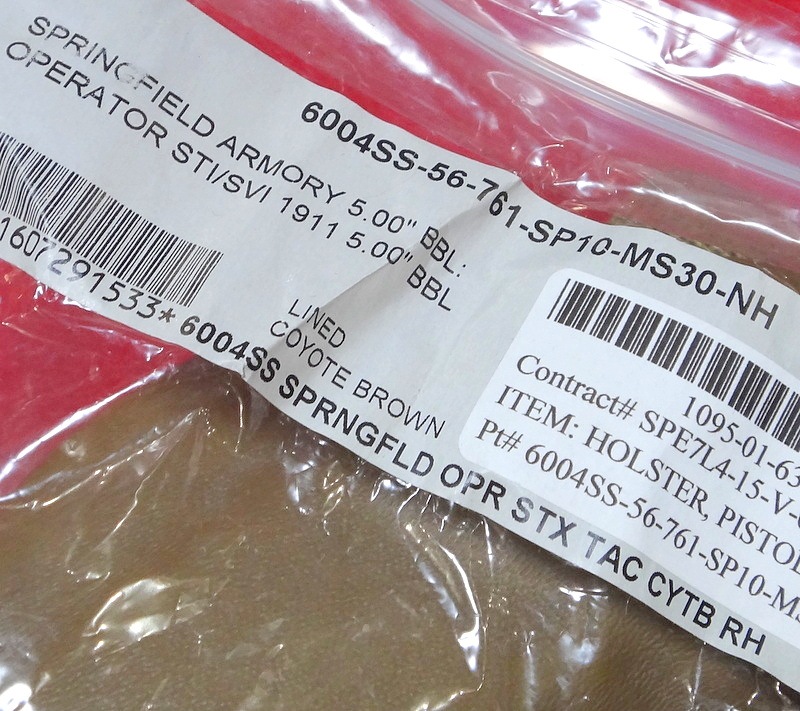 6004SS-56-761-SP10-MS30-NH
SPRINGFIELD ARMORY 5.00" BBL:
OPERATOR STI/SVI 1911 5.00" BBL
LINED
COYOTE BROWN
1607291533*
6004SS SPRNGFLD OPR STX TAC CYTB RH
1095-01-63
Contract# SPE7L4-15-V-
ITEM: HOLSTER, PISTOL
Pt# 6004SS-56-761-SP10-MS